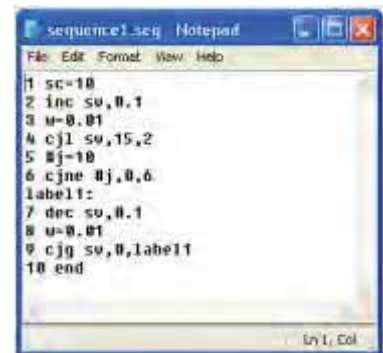 sequence1.seq - Notepad
File Edit Format View Help
1 sc=10
2 inc sv,0.1
3 w=0.01
4 cjl sv,15,2
5 #j=10
6 cjne #j,0,6
label1:
7 dec sv,0.1
8 w=0.01
9 cjg sv,0,label1
10 end
Ln 1, Col